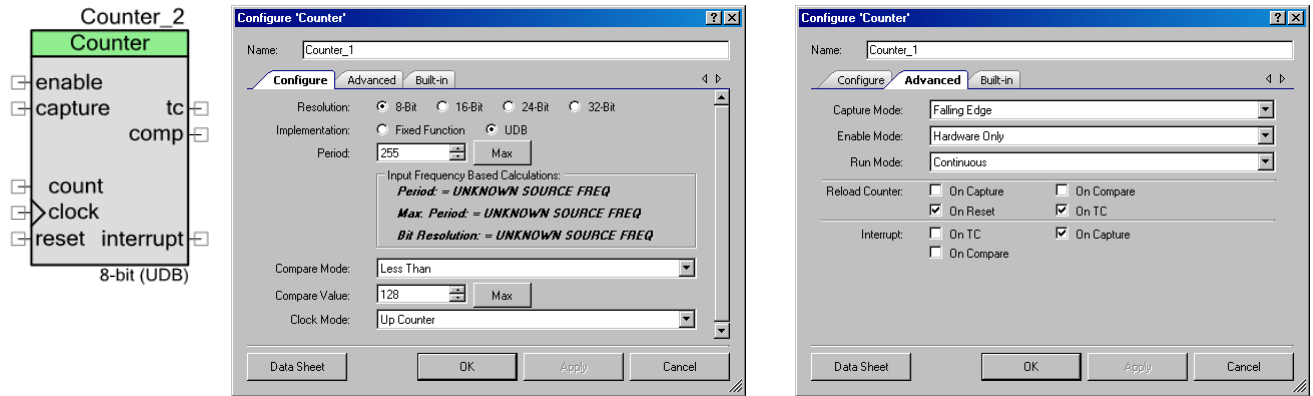 Counter_2
Counter
enable
capture
tc
comp
count
clock
reset
interrupt
8-bit (UDB)
Configure 'Counter'
Name: Counter_1
Configure Advanced Built-in
Resolution: 8-Bit 16-Bit 24-Bit 32-Bit
Implementation: Fixed Function UDB
Period: 255 Max
Input Frequency Based Calculations:
Period: = UNKNOWN SOURCE FREQ
Max. Period: = UNKNOWN SOURCE FREQ
Bit Resolution: = UNKNOWN SOURCE FREQ
Compare Mode: Less Than
Compare Value: 128 Max
Clock Mode: Up Counter
Data Sheet OK Apply Cancel
Configure 'Counter'
Name: Counter_1
Configure Advanced Built-in
Capture Mode: Falling Edge
Enable Mode: Hardware Only
Run Mode: Continuous
Reload Counter: On Capture On Compare
On Reset On TC
Interrupt: On TC On Capture
On Compare
Data Sheet OK Apply Cancel